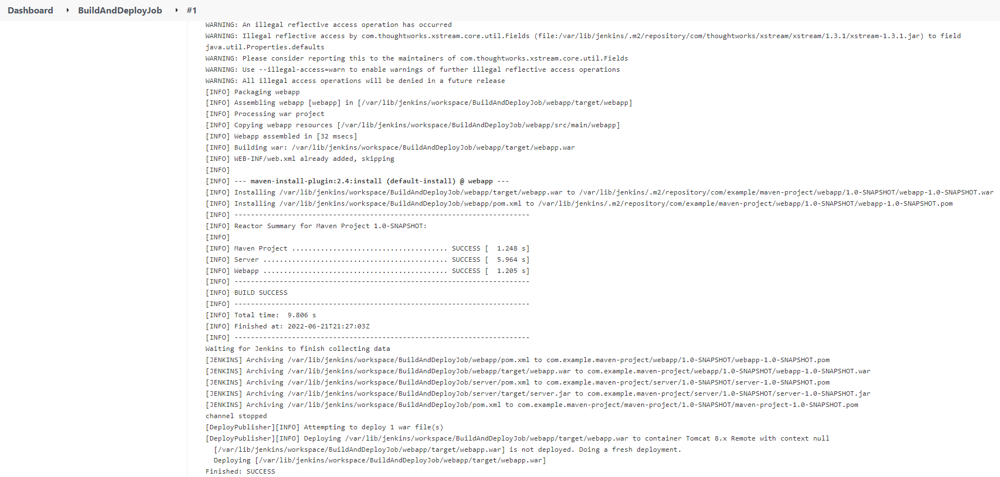 Dashboard ▸ BuildAndDeployJob ▸ #1
WARNING: An illegal reflective access operation has occurred
WARNING: Illegal reflective access by com.thoughtworks.xstream.core.util.Fields (file:/var/lib/jenkins/.m2/repository/com/thoughtworks/xstream/xstream/1.3.1/xstream-1.3.1.jar) to field
java.util.Properties.defaults
WARNING: Please consider reporting this to the maintainers of com.thoughtworks.xstream.core.util.Fields
WARNING: Use --illegal-access=warn to enable warnings of further illegal reflective access operations
WARNING: All illegal access operations will be denied in a future release
[INFO] Packaging webapp
[INFO] Assembling webapp [webapp] in [/var/lib/jenkins/workspace/BuildAndDeployJob/webapp/target/webapp]
[INFO] Processing war project
[INFO] Copying webapp resources [/var/lib/jenkins/workspace/BuildAndDeployJob/webapp/src/main/webapp]
[INFO] Webapp assembled in [32 msecs]
[INFO] Building war: /var/lib/jenkins/workspace/BuildAndDeployJob/webapp/target/webapp.war
[INFO] WEB-INF/web.xml already added, skipping
[INFO]
[INFO] --- maven-install-plugin:2.4:install (default-install) @ webapp ---
[INFO] Installing /var/lib/jenkins/workspace/BuildAndDeployJob/webapp/target/webapp.war to /var/lib/jenkins/.m2/repository/com/example/maven-project/webapp/1.0-SNAPSHOT/webapp-1.0-SNAPSHOT.war
[INFO] Installing /var/lib/jenkins/workspace/BuildAndDeployJob/webapp/pom.xml to /var/lib/jenkins/.m2/repository/com/example/maven-project/webapp/1.0-SNAPSHOT/webapp-1.0-SNAPSHOT.pom
[INFO] ------------------------------------------------------------------------
[INFO] Reactor Summary for Maven Project 1.0-SNAPSHOT:
[INFO]
[INFO] Maven Project ...................................... SUCCESS [  1.248 s]
[INFO] Server ............................................. SUCCESS [  5.964 s]
[INFO] Webapp ............................................. SUCCESS [  1.205 s]
[INFO] ------------------------------------------------------------------------
[INFO] BUILD SUCCESS
[INFO] ------------------------------------------------------------------------
[INFO] Total time:  9.806 s
[INFO] Finished at: 2022-06-21T21:27:03Z
[INFO] ------------------------------------------------------------------------
Waiting for Jenkins to finish collecting data
[JENKINS] Archiving /var/lib/jenkins/workspace/BuildAndDeployJob/webapp/pom.xml to com.example.maven-project/webapp/1.0-SNAPSHOT/webapp-1.0-SNAPSHOT.pom
[JENKINS] Archiving /var/lib/jenkins/workspace/BuildAndDeployJob/webapp/target/webapp.war to com.example.maven-project/webapp/1.0-SNAPSHOT/webapp-1.0-SNAPSHOT.war
[JENKINS] Archiving /var/lib/jenkins/workspace/BuildAndDeployJob/server/pom.xml to com.example.maven-project/server/1.0-SNAPSHOT/server-1.0-SNAPSHOT.pom
[JENKINS] Archiving /var/lib/jenkins/workspace/BuildAndDeployJob/server/target/server.jar to com.example.maven-project/server/1.0-SNAPSHOT/server-1.0-SNAPSHOT.jar
[JENKINS] Archiving /var/lib/jenkins/workspace/BuildAndDeployJob/pom.xml to com.example.maven-project/maven-project/1.0-SNAPSHOT/maven-project-1.0-SNAPSHOT.pom
channel stopped
[DeployPublisher][INFO] Attempting to deploy 1 war file(s)
[DeployPublisher][INFO] Deploying /var/lib/jenkins/workspace/BuildAndDeployJob/webapp/target/webapp.war to container Tomcat 8.x Remote with context null
  [/var/lib/jenkins/workspace/BuildAndDeployJob/webapp/target/webapp.war] is not deployed. Doing a fresh deployment.
  Deploying [/var/lib/jenkins/workspace/BuildAndDeployJob/webapp/target/webapp.war]
Finished: SUCCESS